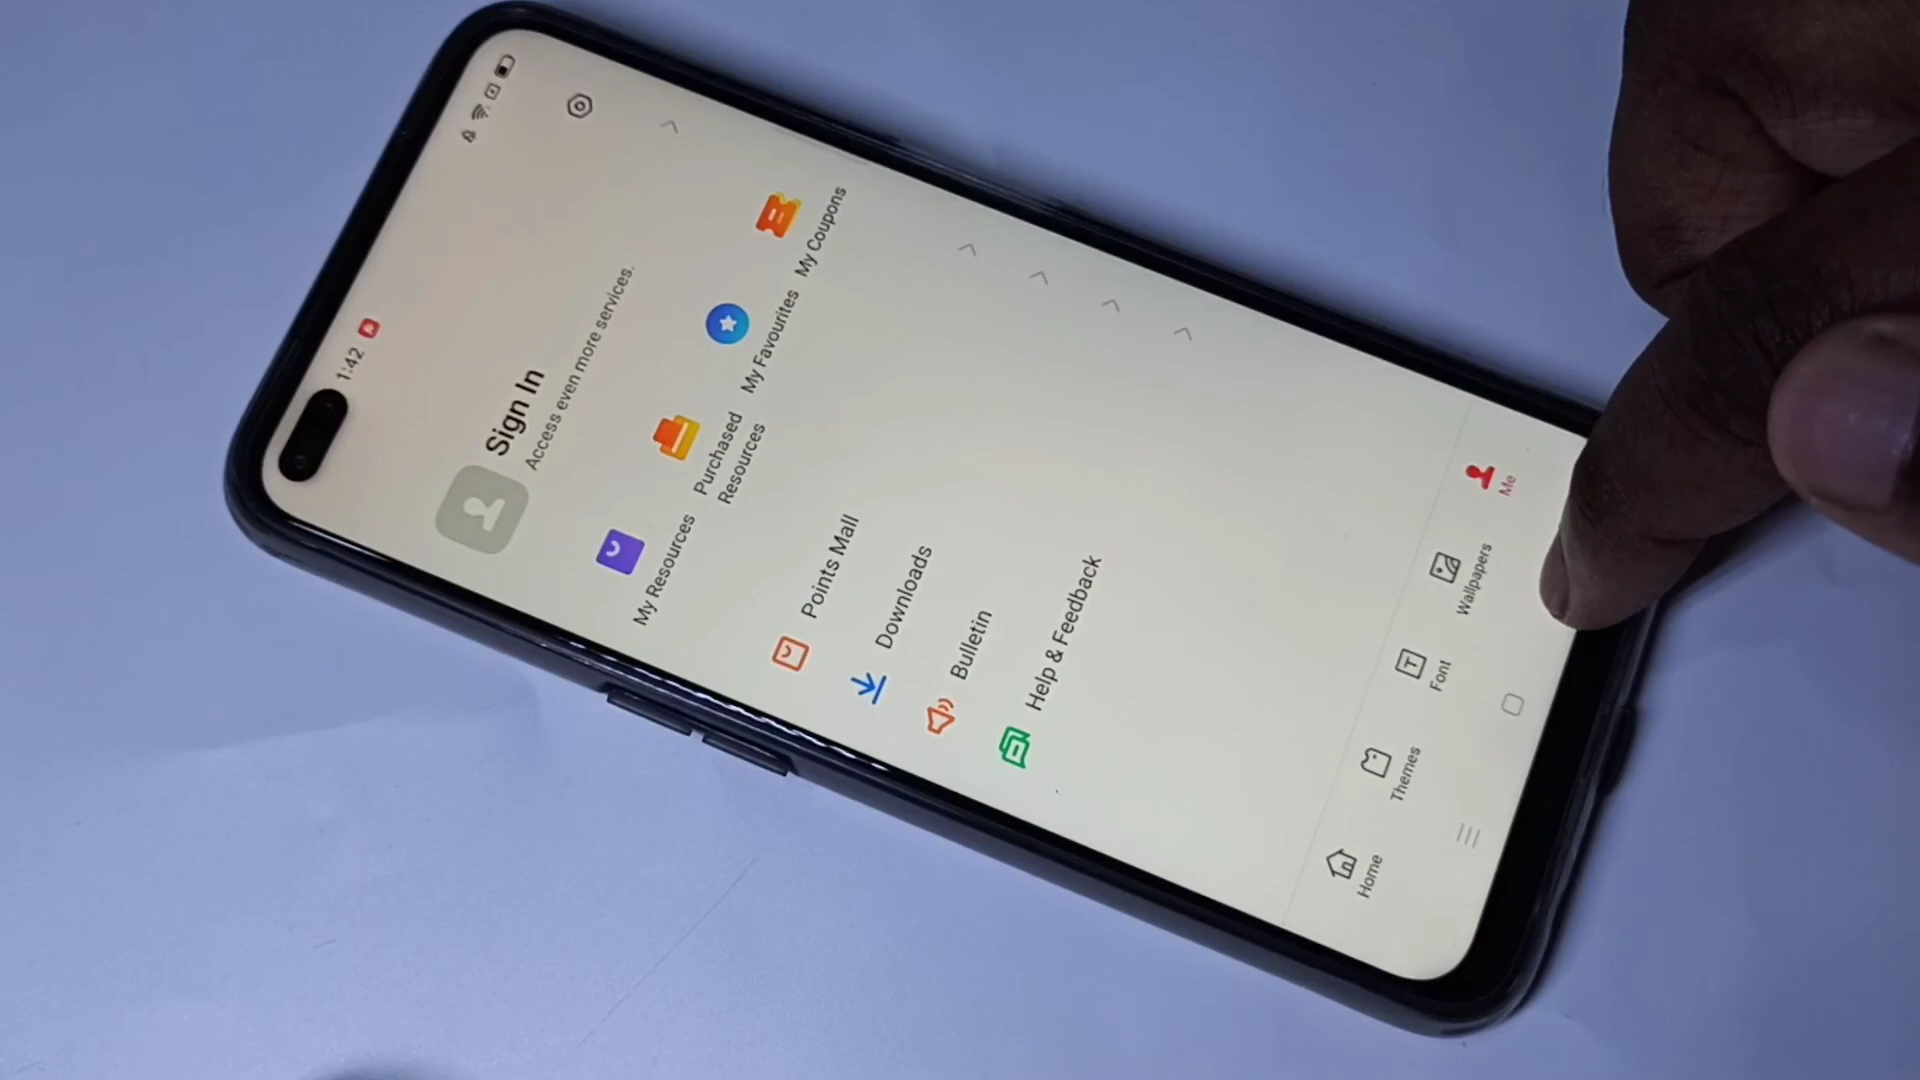 1:42
Sign In
Access even more services.
My Resources
Purchased
Resources
My Favourites
My Coupons
Points Mall
Downloads
Bulletin
Help & Feedback
Home
Themes
Font
Wallpapers
Me